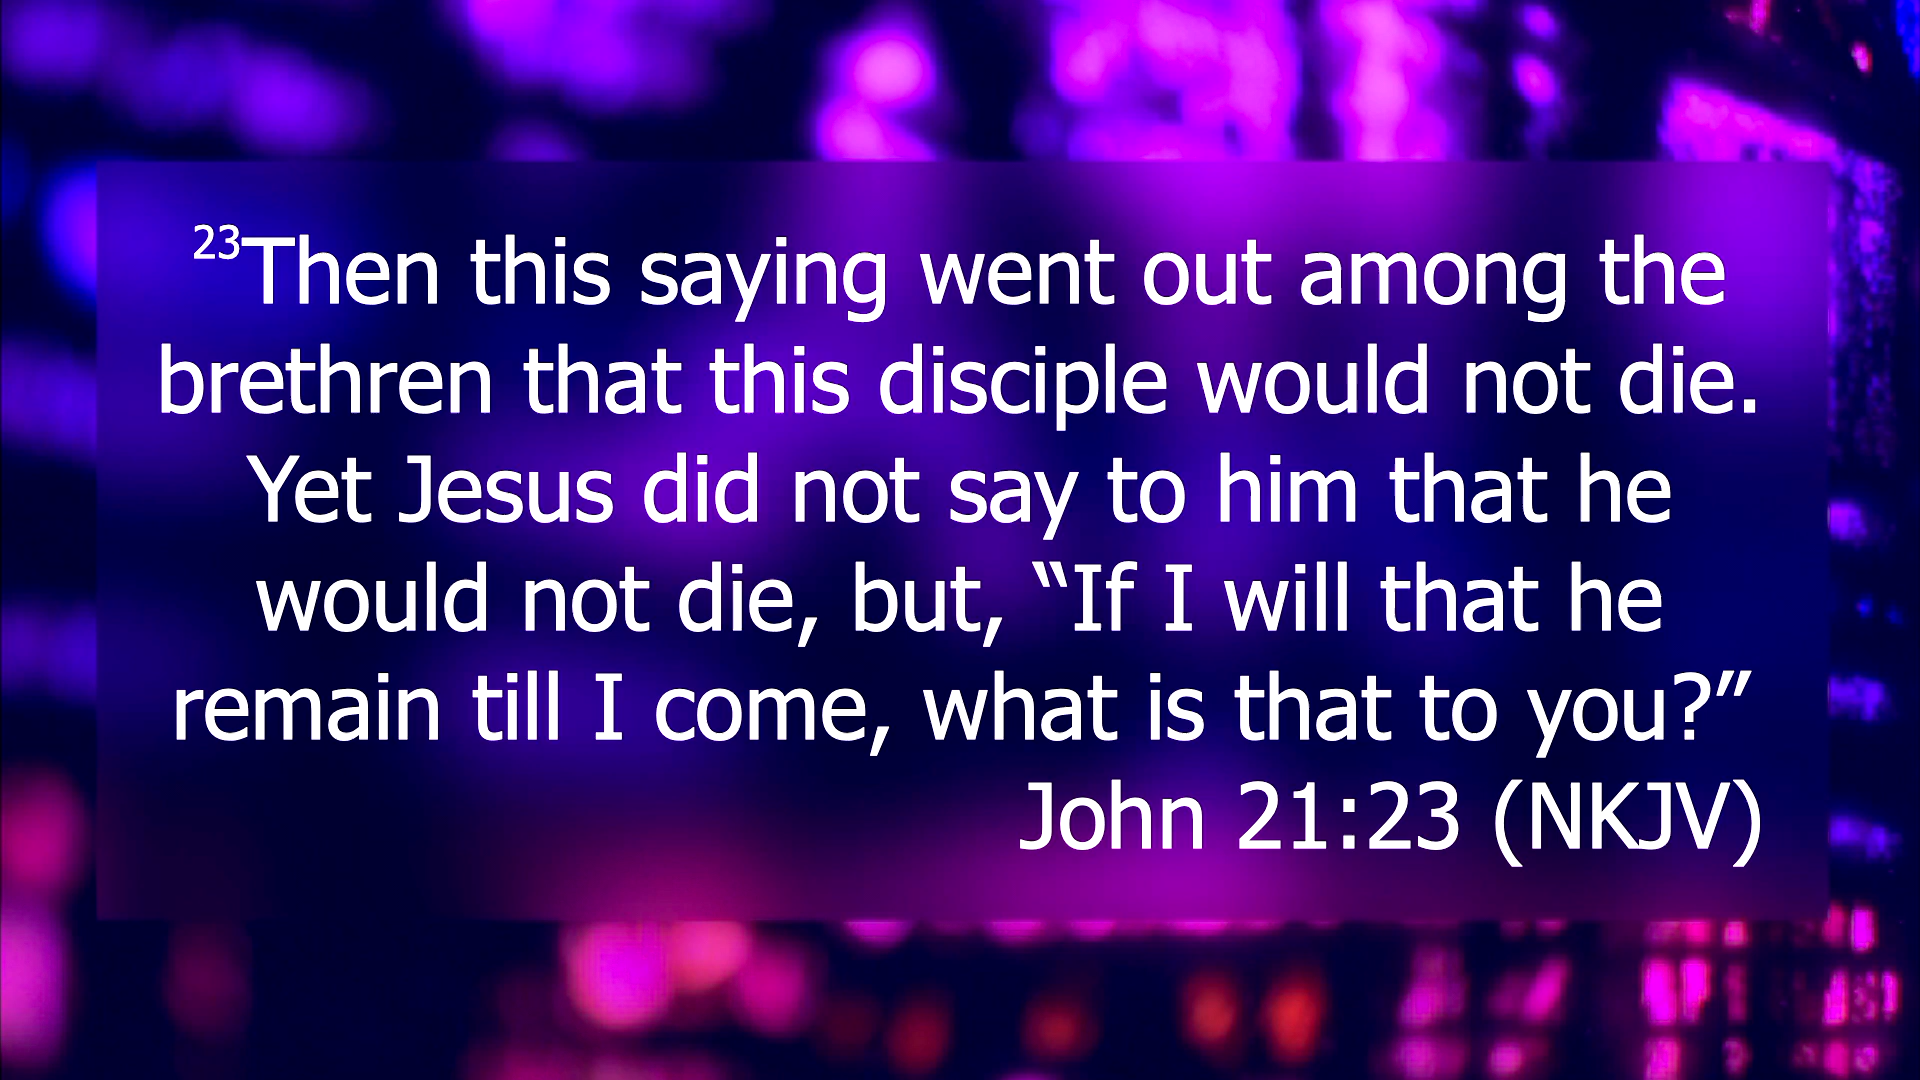 ²³Then this saying went out among the
brethren that this disciple would not die.
Yet Jesus did not say to him that he
would not die, but, “If I will that he
remain till I come, what is that to you?”
John 21:23 (NKJV)